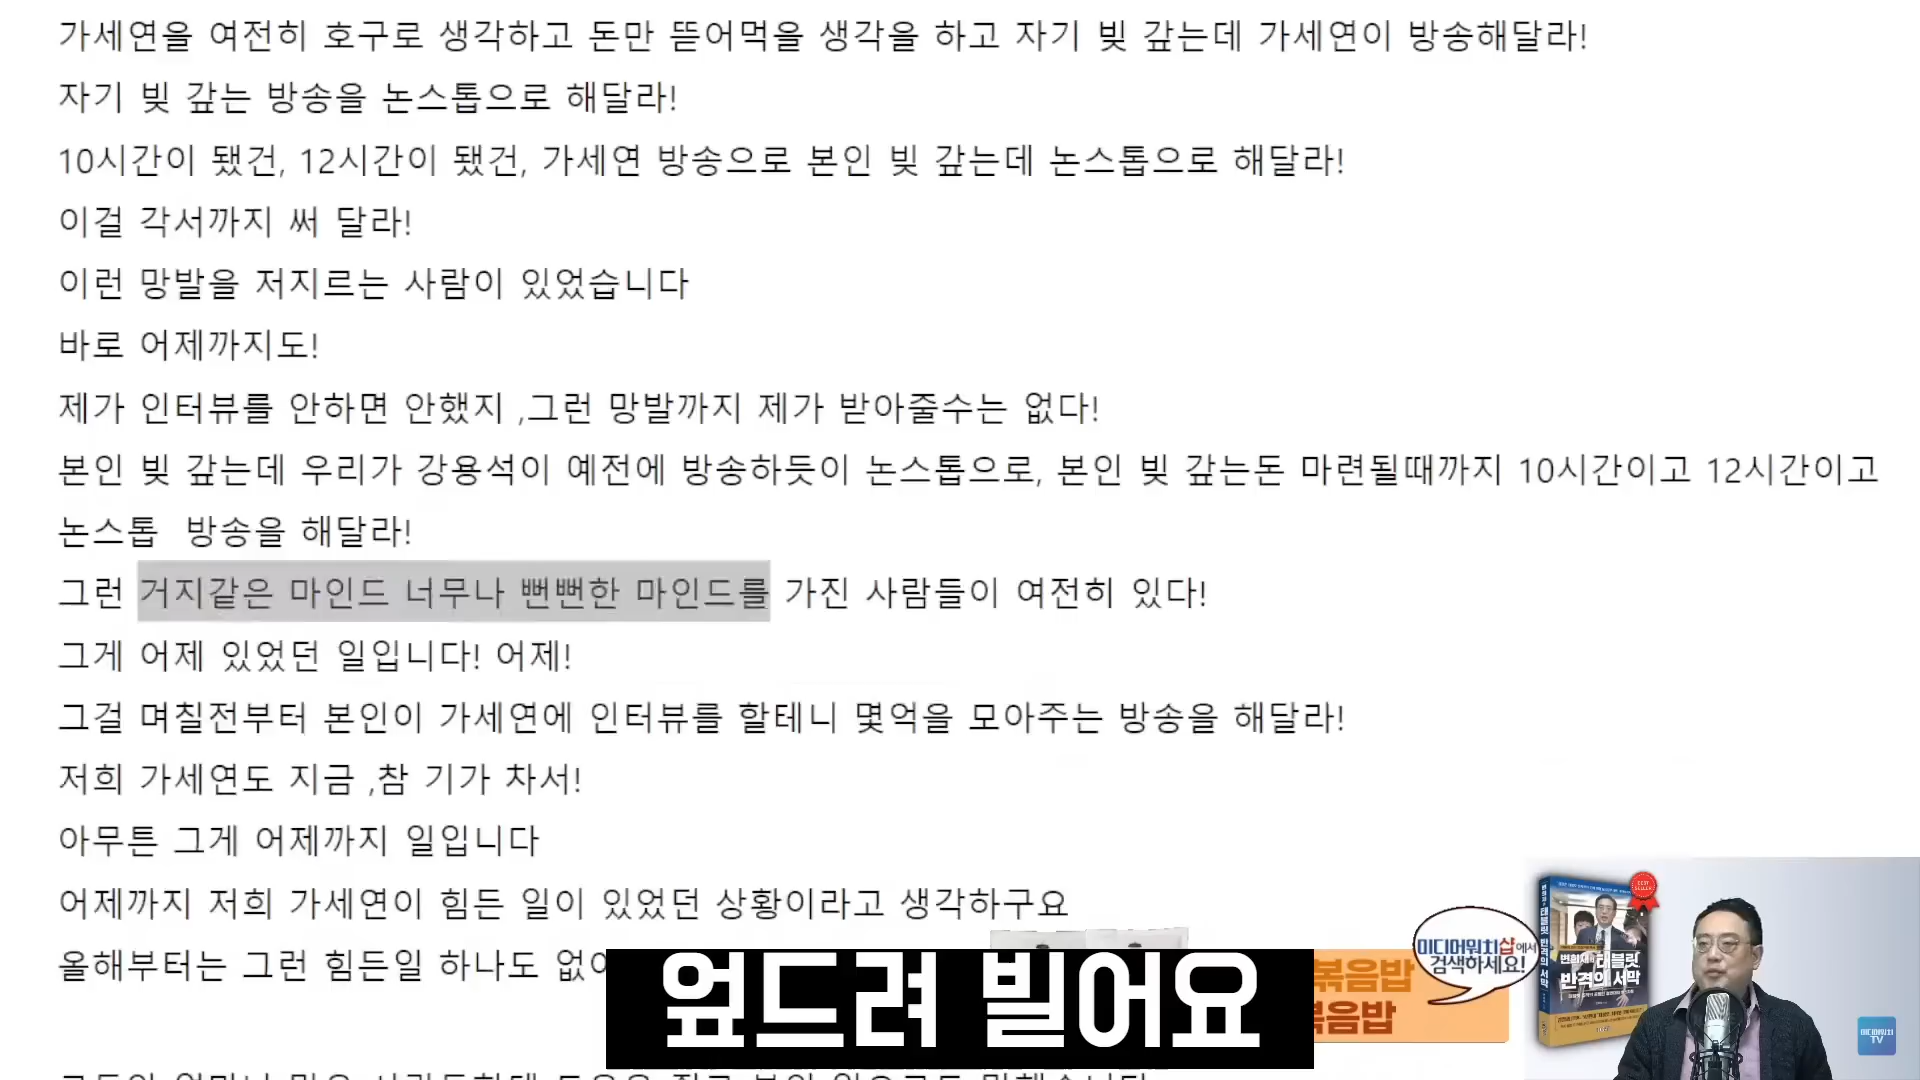 가세연을 여전히 호구로 생각하고 돈만 뜯어먹을 생각을 하고 자기 빚 갚는데 가세연이 방송해달라!
자기 빚 갚는 방송을 논스톱으로 해달라!
10시간이 됐건, 12시간이 됐건, 가세연 방송으로 본인 빚 갚는데 논스톱으로 해달라!
이걸 각서까지 써 달라!
이런 망발을 저지르는 사람이 있었습니다
바로 어제까지도!
제가 인터뷰를 안하면 안했지 ,그런 망발까지 제가 받아줄수는 없다!
본인 빚 갚는데 우리가 강용석이 예전에 방송하듯이 논스톱으로, 본인 빚 갚는돈 마련될때까지 10시간이고 12시간이고
논스톱 방송을 해달라!
그런 거지같은 마인드 너무나 뻔뻔한 마인드를 가진 사람들이 여전히 있다!
그게 어제 있었던 일입니다! 어제!
그걸 며칠전부터 본인이 가세연에 인터뷰를 할테니 몇억을 모아주는 방송을 해달라!
저희 가세연도 지금 ,참 기가 차서!
아무튼 그게 어제까지 일입니다
어제까지 저희 가세연이 힘든 일이 있었던 상황이라고 생각하구요
올해부터는 그런 힘든일 하나도
엎드려 빌어요
볶음밥
볶음밥
미디어워치샵에서
검색하세요!
변희재의 태블릿
반격의 서막
BEST SELLER
미디어워치
TV